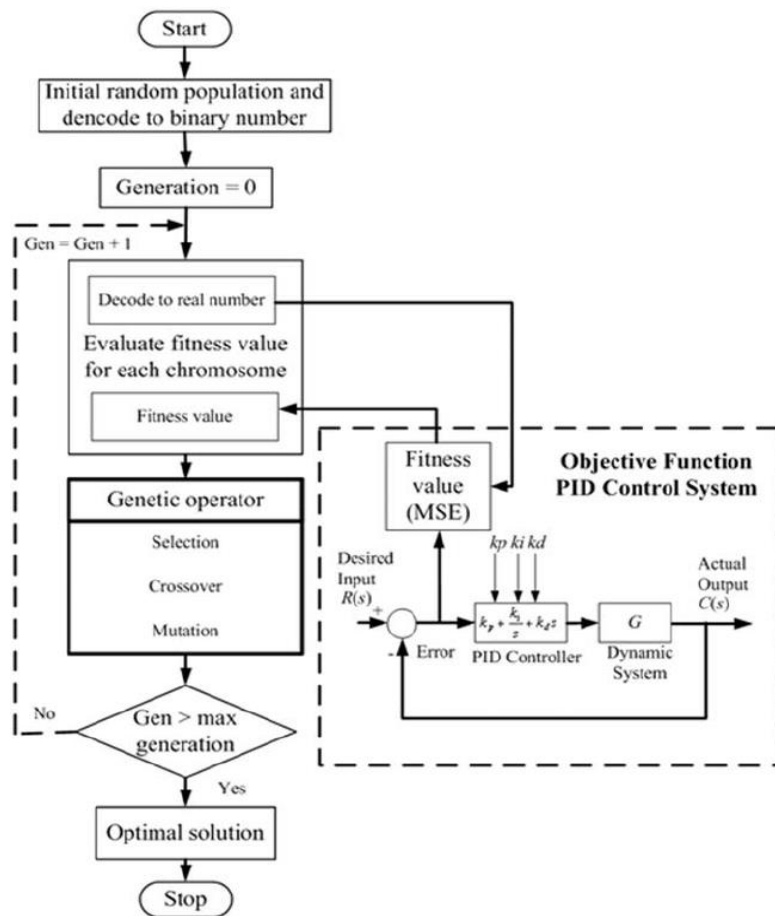 Start
Initial random population and
dencode to binary number
Generation = 0
Gen = Gen + 1
Decode to real number
Evaluate fitness value
for each chromosome
Fitness value
Genetic operator
Selection
Crossover
Mutation
No
Gen > max
generation
Yes
Optimal solution
Stop
Fitness
value
(MSE)
Objective Function
PID Control System
kp ki kd
Desired
Input
R(s)
+
-
Error
k_p + k_i/s + k_d s
PID Controller
G
Dynamic
System
Actual
Output
C(s)